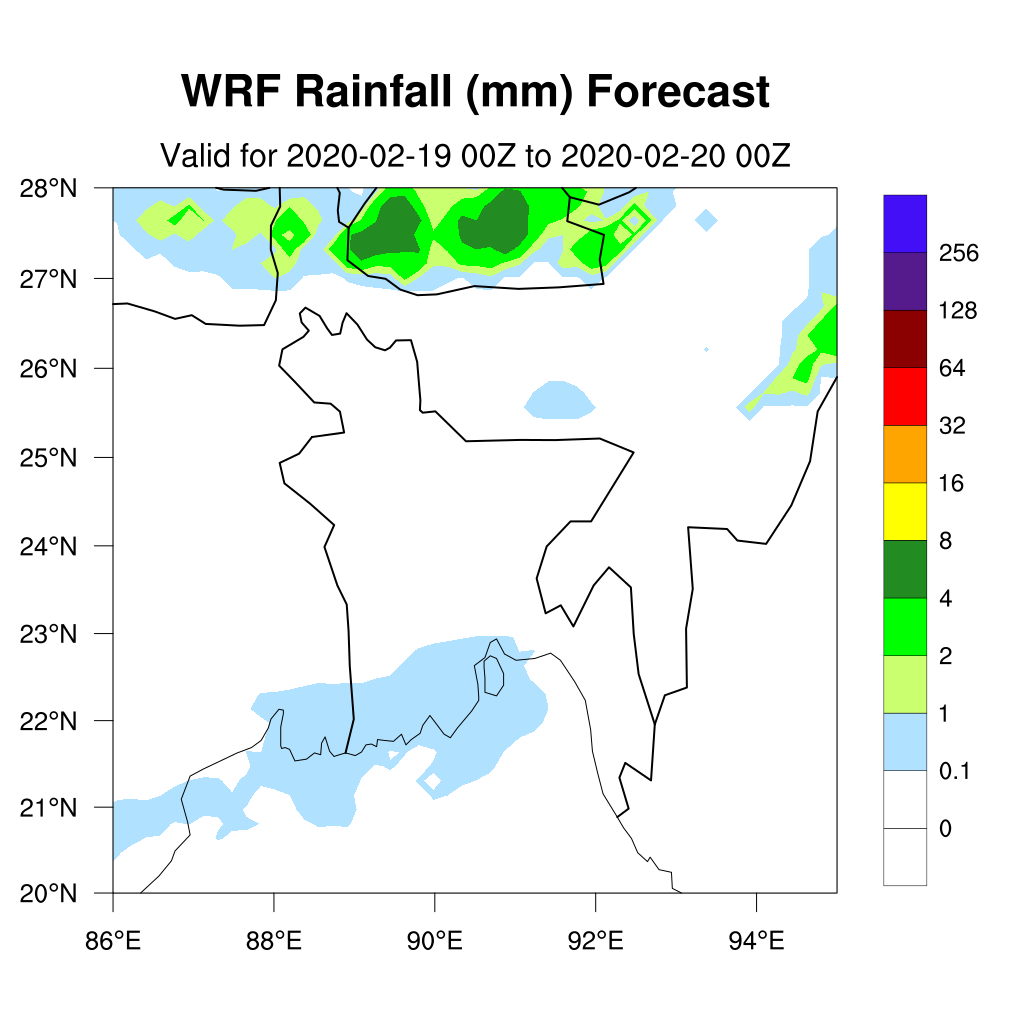 WRF Rainfall (mm) Forecast
Valid for 2020-02-19 00Z to 2020-02-20 00Z
28°N
27°N
26°N
25°N
24°N
23°N
22°N
21°N
20°N
86°E 88°E 90°E 92°E 94°E
256
128
64
32
16
8
4
2
1
0.1
0